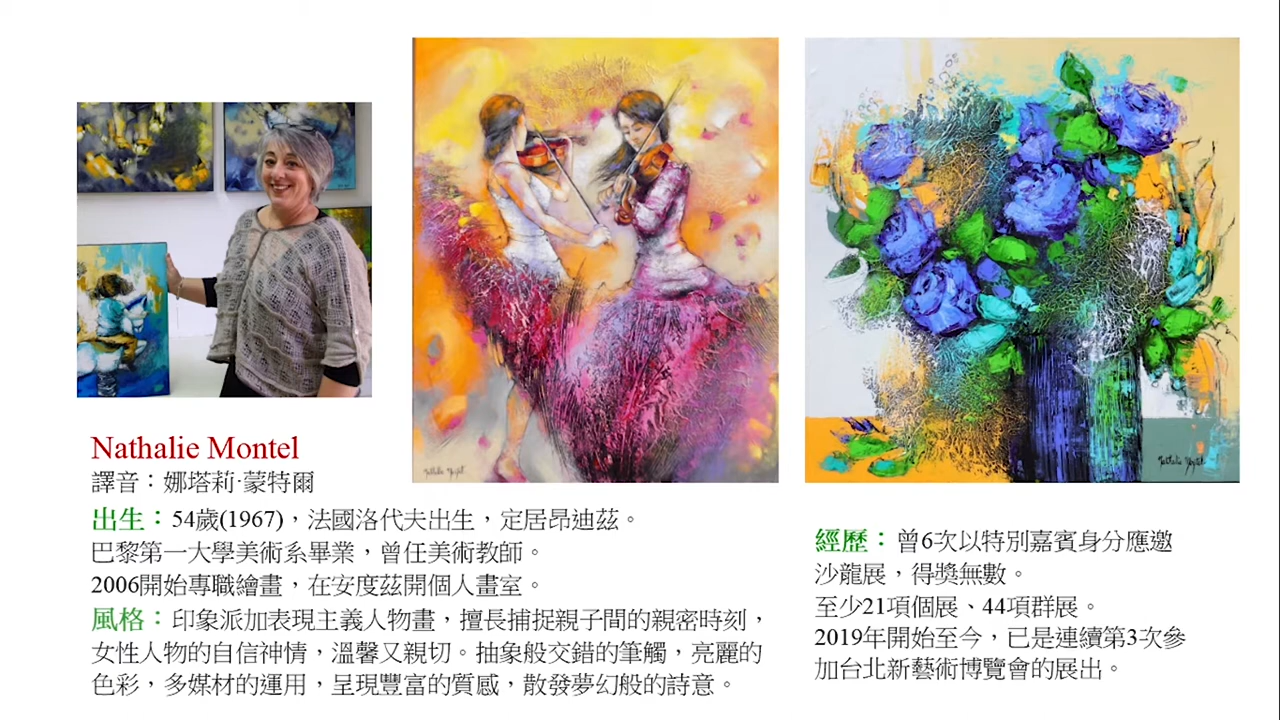 Nathalie Montel
譯音：娜塔莉·蒙特爾
出生：54歲(1967)，法國洛代夫出生，定居昂迪茲。
巴黎第一大學美術系畢業，曾任美術教師。
2006開始專職繪畫，在安度茲開個人畫室。
風格：印象派加表現主義人物畫，擅長捕捉親子間的親密時刻，
女性人物的自信神情，溫馨又親切。抽象般交錯的筆觸，亮麗的
色彩，多媒材的運用，呈現豐富的質感，散發夢幻般的詩意。
經歷：曾6次以特別嘉賓身分應邀
沙龍展，得獎無數。
至少21項個展、44項群展。
2019年開始至今，已是連續第3次參
加台北新藝術博覽會的展出。